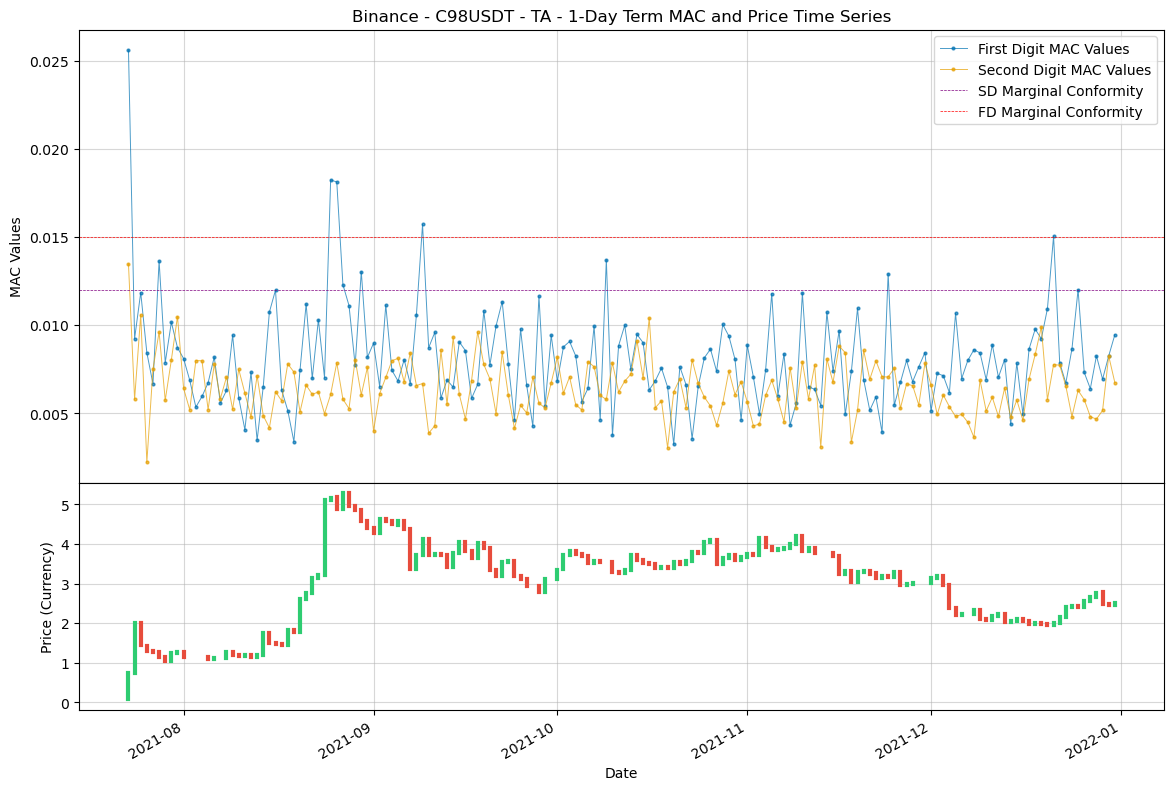 Binance - C98USDT - TA - 1-Day Term MAC and Price Time Series
First Digit MAC Values
Second Digit MAC Values
SD Marginal Conformity
FD Marginal Conformity
MAC Values
0.025
0.020
0.015
0.010
0.005
Price (Currency)
5
4
3
2
1
0
2021-08
2021-09
2021-10
2021-11
2021-12
2022-01
Date